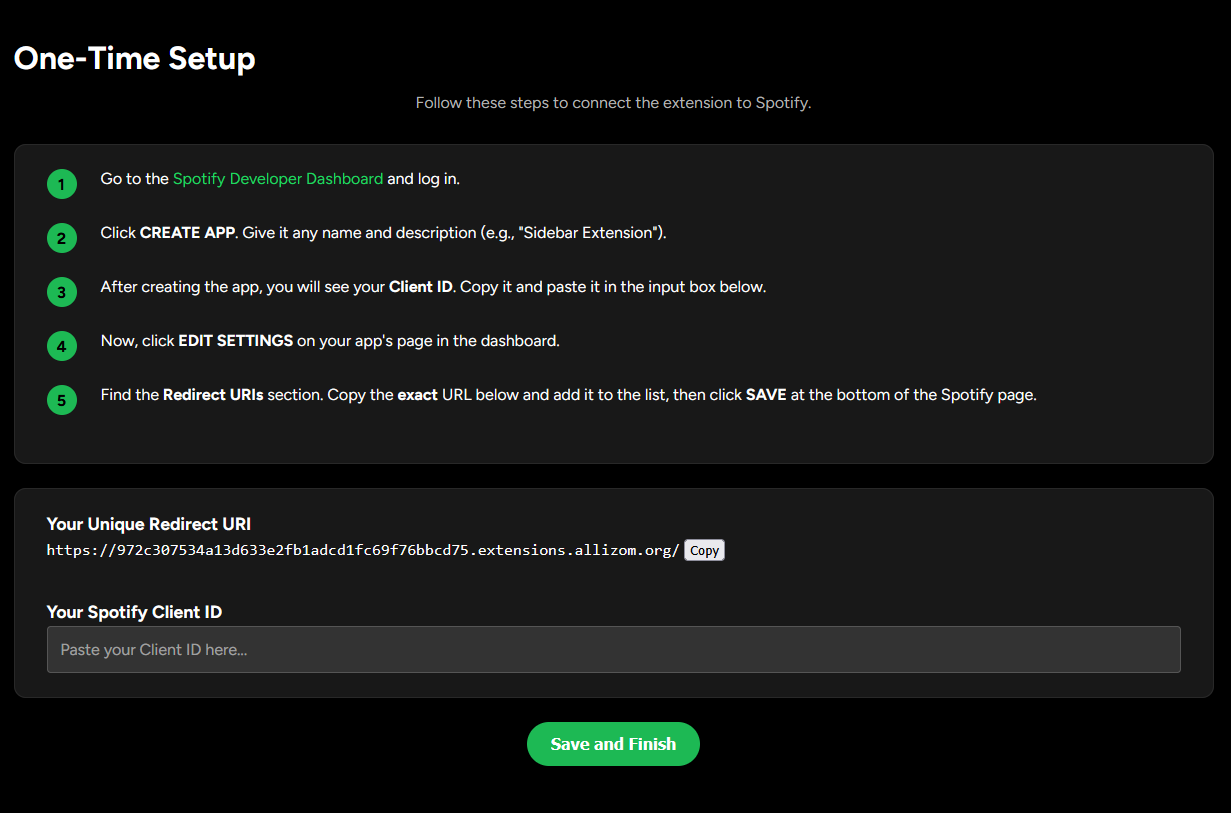 One-Time Setup
Follow these steps to connect the extension to Spotify.
1 Go to the Spotify Developer Dashboard and log in.
2 Click CREATE APP. Give it any name and description (e.g., "Sidebar Extension").
3 After creating the app, you will see your Client ID. Copy it and paste it in the input box below.
4 Now, click EDIT SETTINGS on your app's page in the dashboard.
5 Find the Redirect URIs section. Copy the exact URL below and add it to the list, then click SAVE at the bottom of the Spotify page.
Your Unique Redirect URI
https://972c307534a13d633e2fb1adcd1fc69f76bbcd75.extensions.allizom.org/ Copy
Your Spotify Client ID
Paste your Client ID here...
Save and Finish